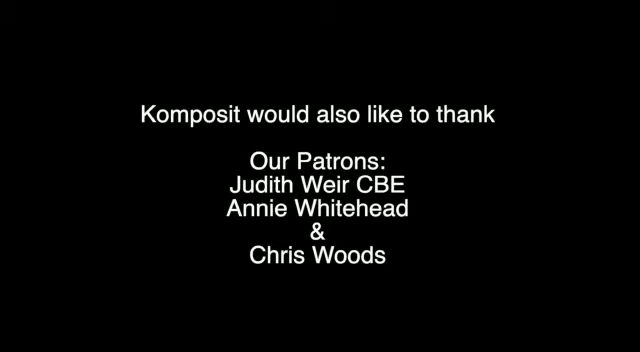 Komposit would also like to thank
Our Patrons:
Judith Weir CBE
Annie Whitehead
&
Chris Woods